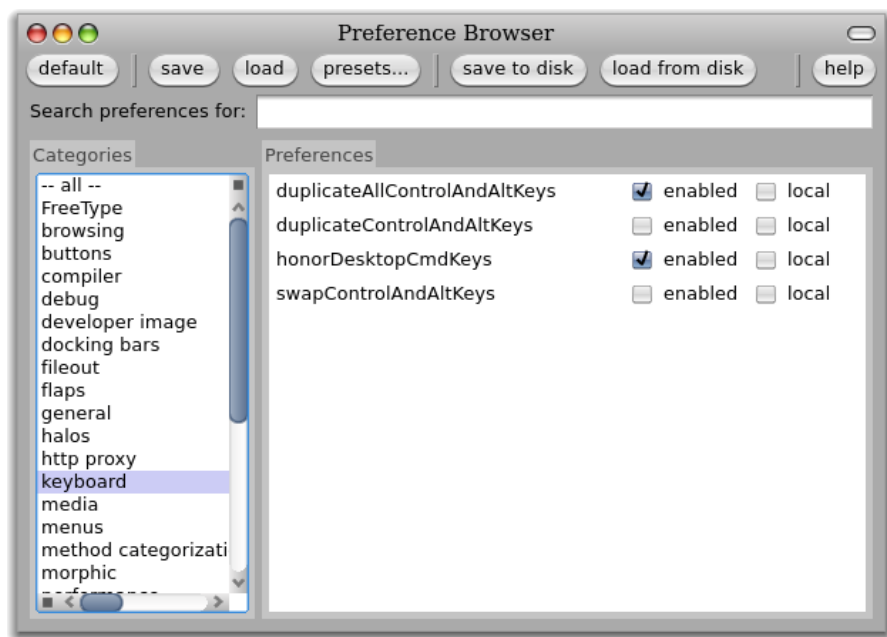 Preference Browser
default save load presets... save to disk load from disk help
Search preferences for:
Categories
-- all --
FreeType
browsing
buttons
compiler
debug
developer image
docking bars
fileout
flaps
general
halos
http proxy
keyboard
media
menus
method categorizati
morphic
Preferences
duplicateAllControlAndAltKeys enabled local
duplicateControlAndAltKeys enabled local
honorDesktopCmdKeys enabled local
swapControlAndAltKeys enabled local